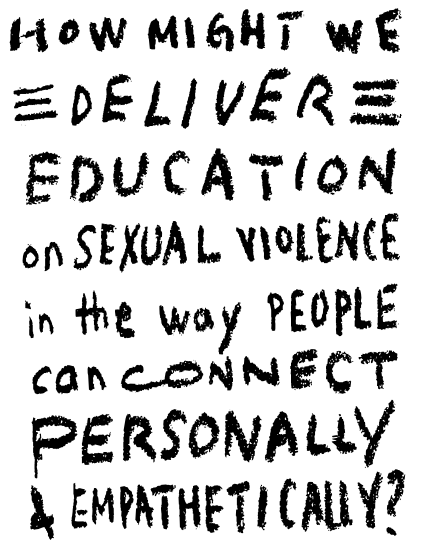 HOW MIGHT WE
DELIVER
EDUCATION
on SEXUAL VIOLENCE
in the way PEOPLE
can CONNECT
PERSONALLY
& EMPATHETICALLY?